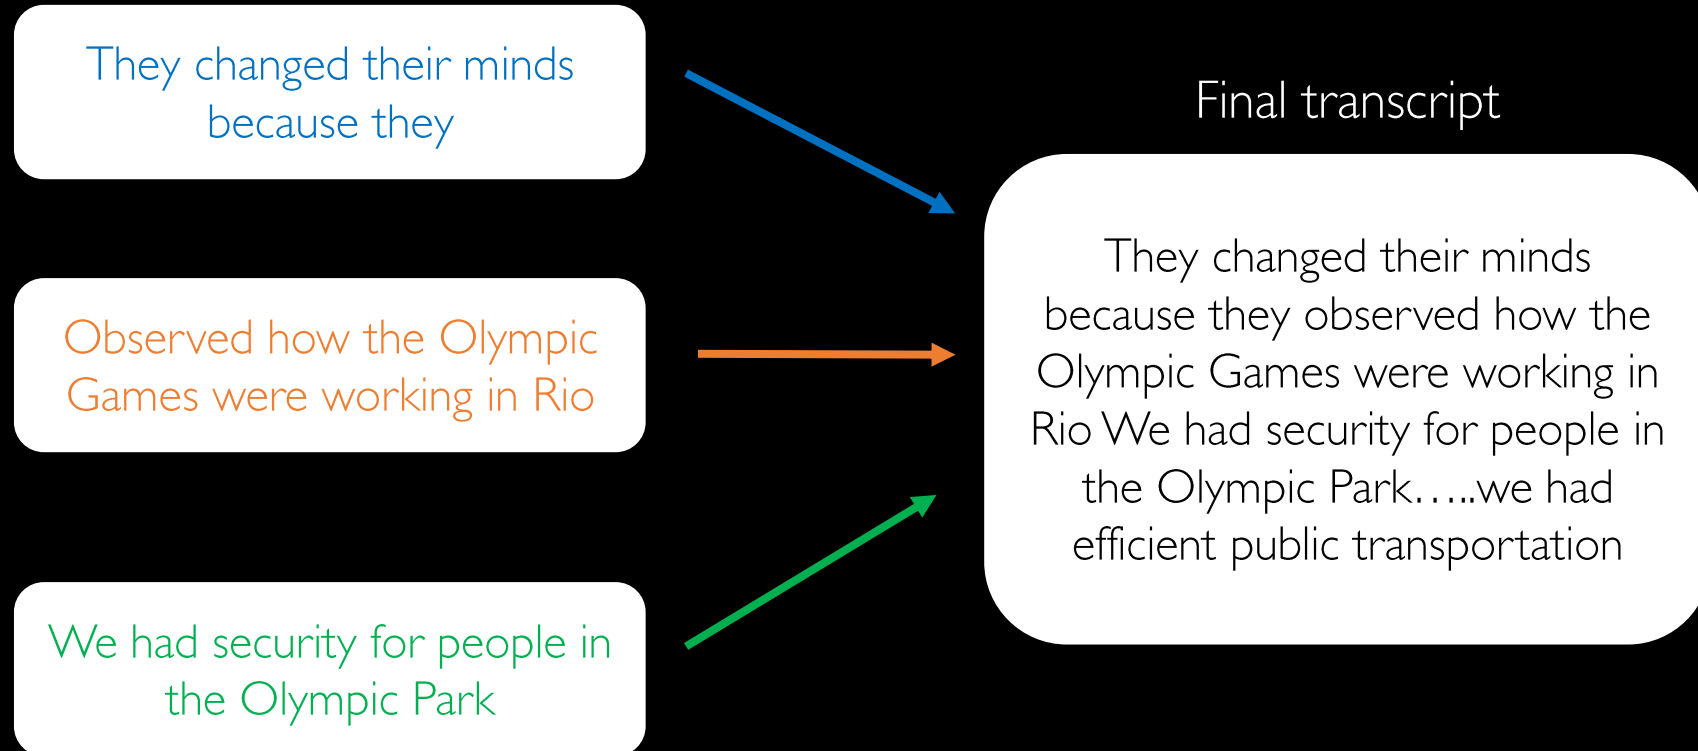 They changed their minds
because they
Observed how the Olympic
Games were working in Rio
We had security for people in
the Olympic Park
Final transcript
They changed their minds
because they observed how the
Olympic Games were working in
Rio We had security for people in
the Olympic Park…..we had
efficient public transportation